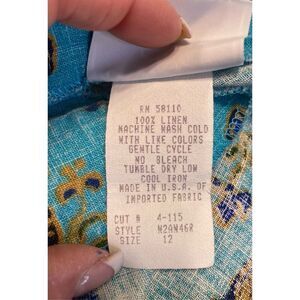 RN 58110
100% LINEN
MACHINE WASH COLD
WITH LIKE COLORS
GENTLE CYCLE
NO BLEACH
TUMBLE DRY LOW
COOL IRON
MADE IN U.S.A. OF
IMPORTED FABRIC
CUT # 4-115
STYLE N2AN46R
SIZE 12